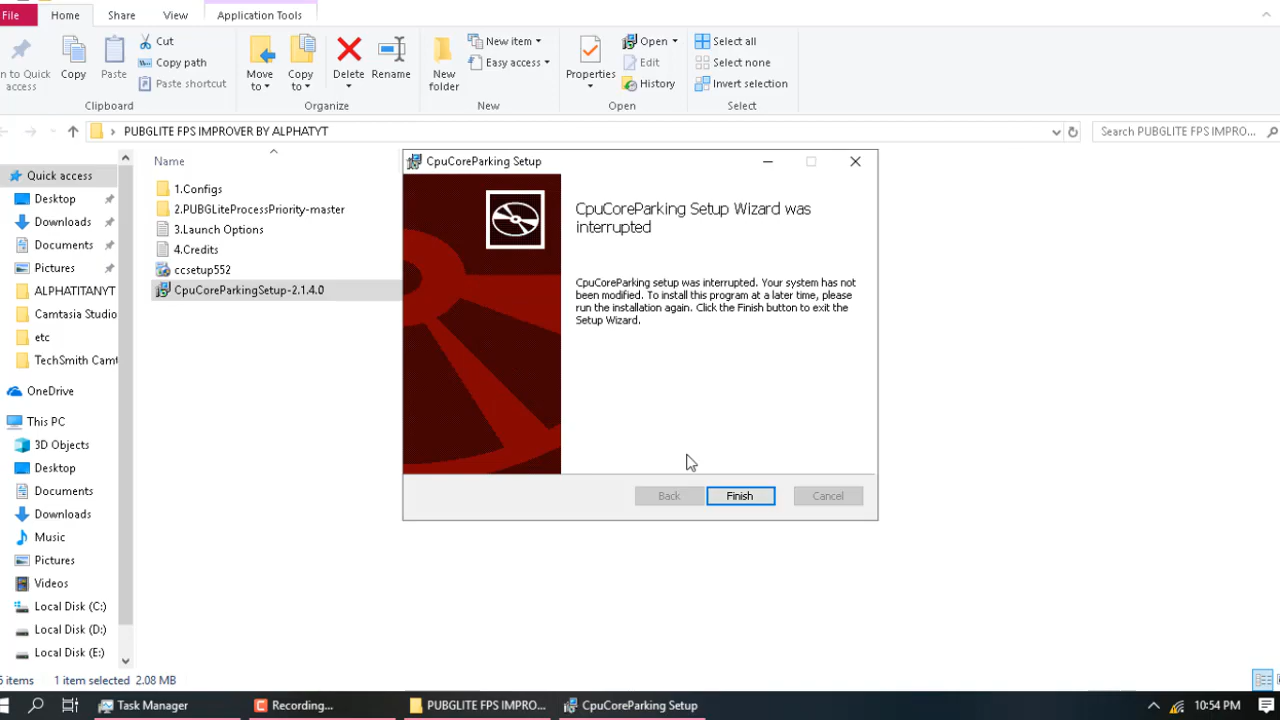 File Home Share View Application Tools
Cut
Copy path
Paste shortcut
n to Quick access
Copy
Paste
Move to
Copy to
Delete
Rename
New folder
New item
Easy access
Properties
Open
Edit
History
Select all
Select none
Invert selection
Clipboard Organize New Open Select
PUBGLITE FPS IMPROVER BY ALPHATYT
Search PUBGLITE FPS IMPRO...
Quick access
Desktop
Downloads
Documents
Pictures
ALPHATITANYT
Camtasia Studio
etc
TechSmith Camt
OneDrive
This PC
3D Objects
Desktop
Documents
Downloads
Music
Pictures
Videos
Local Disk (C:)
Local Disk (D:)
Local Disk (E:)
Name
1.Configs
2.PUBGLiteProcessPriority-master
3.Launch Options
4.Credits
ccsetup552
CpuCoreParkingSetup-2.1.4.0
CpuCoreParking Setup
CpuCoreParking Setup Wizard was
interrupted
CpuCoreParking setup was interrupted. Your system has not
been modified. To install this program at a later time, please
run the installation again. Click the Finish button to exit the
Setup Wizard.
Back Finish Cancel
items 1 item selected 2.08 MB
Task Manager Recording... PUBGLITE FPS IMPRO... CpuCoreParking Setup 10:54 PM